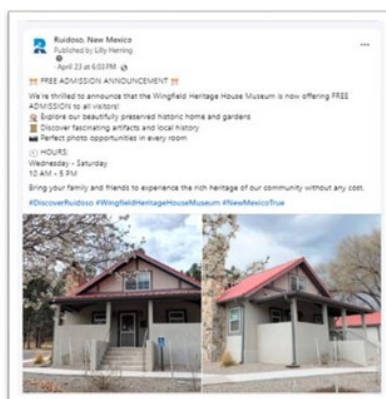 Ruidoso, New Mexico
Published by Lilly Herring
April 23 at 6:03 PM
FREE ADMISSION ANNOUNCEMENT
We're thrilled to announce that the Wingfield Heritage House Museum is now offering FREE
ADMISSION to all visitors!
Explore our beautifully preserved historic home and gardens
Discover fascinating artifacts and local history
Perfect photo opportunities in every room
HOURS:
Wednesday - Saturday
10 AM - 5 PM
Bring your family and friends to experience the rich heritage of our community without any cost.
#DiscoverRuidoso #WingfieldHeritageHouseMuseum #NewMexicoTrue